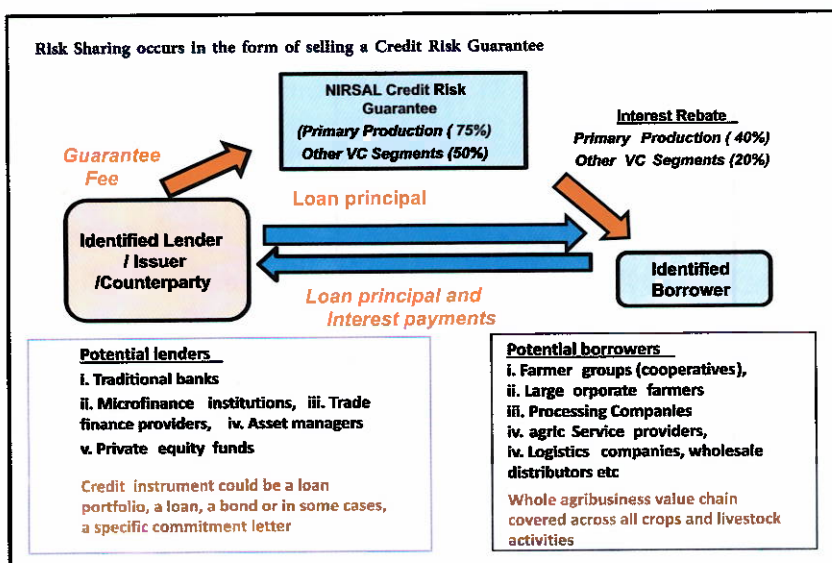 Risk Sharing occurs in the form of selling a Credit Risk Guarantee
NIRSAL Credit Risk
Guarantee
(Primary Production ( 75%)
Other VC Segments (50%)
Interest Rebate
Primary Production ( 40%)
Other VC Segments (20%)
Guarantee
Fee
Loan principal
Identified Lender
/ Issuer
/Counterparty
Identified
Borrower
Loan principal and
Interest payments
Potential lenders
i. Traditional banks
ii. Microfinance institutions, iii. Trade
finance providers, iv. Asset managers
v. Private equity funds
Credit instrument could be a loan
portfolio, a loan, a bond or in some cases,
a specific commitment letter
Potential borrowers
i. Farmer groups (cooperatives),
ii. Large orporate farmers
iii. Processing Companies
iv. agric Service providers,
iv. Logistics companies, wholesale
distributors etc
Whole agribusiness value chain
covered across all crops and livestock
activities